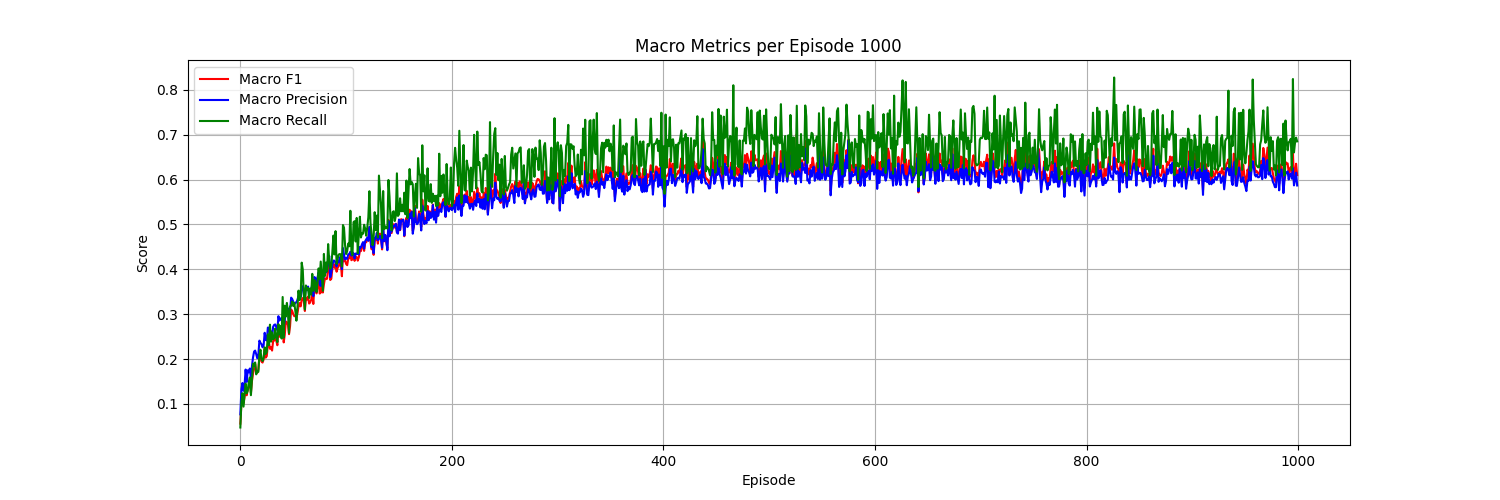 Macro Metrics per Episode 1000
Macro F1
Macro Precision
Macro Recall
0.8
0.7
0.6
0.5
0.4
0.3
0.2
0.1
Score
0 200 400 600 800 1000
Episode